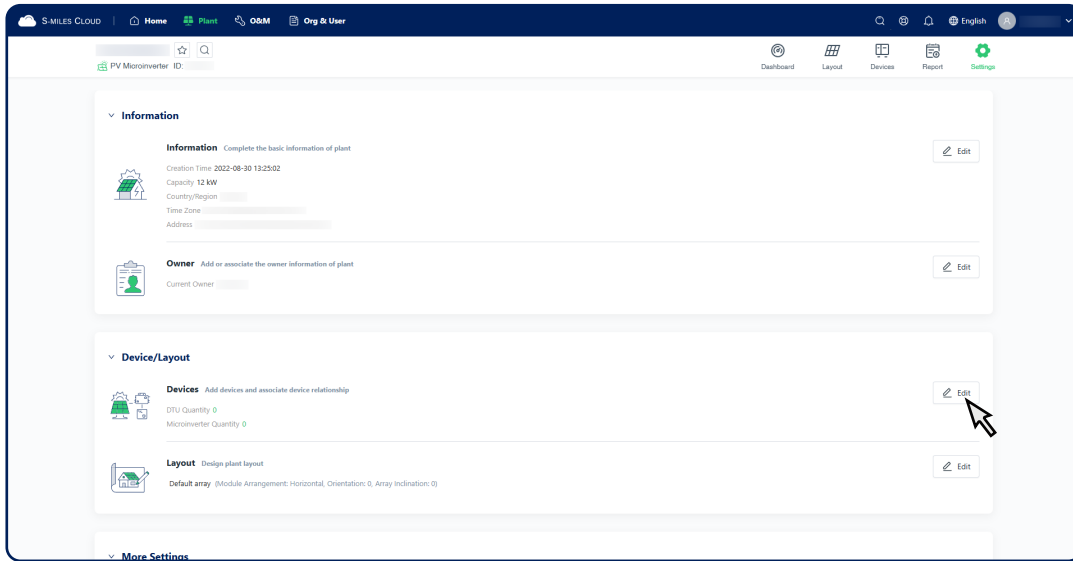 S-MILES CLOUD Home Plant O&M Org & User English
PV Microinverter ID:
Dashboard Layout Devices Report Settings
Information
Information Complete the basic information of plant
Edit
Creation Time 2022-08-30 13:25:02
Capacity 12 kW
Country/Region
Time Zone
Address
Owner Add or associate the owner information of plant
Edit
Current Owner
Device/Layout
Devices Add devices and associate device relationship
Edit
DTU Quantity 0
Microinverter Quantity 0
Layout Design plant layout
Edit
Default array (Module Arrangement: Horizontal, Orientation: 0, Array Inclination: 0)
More Settings